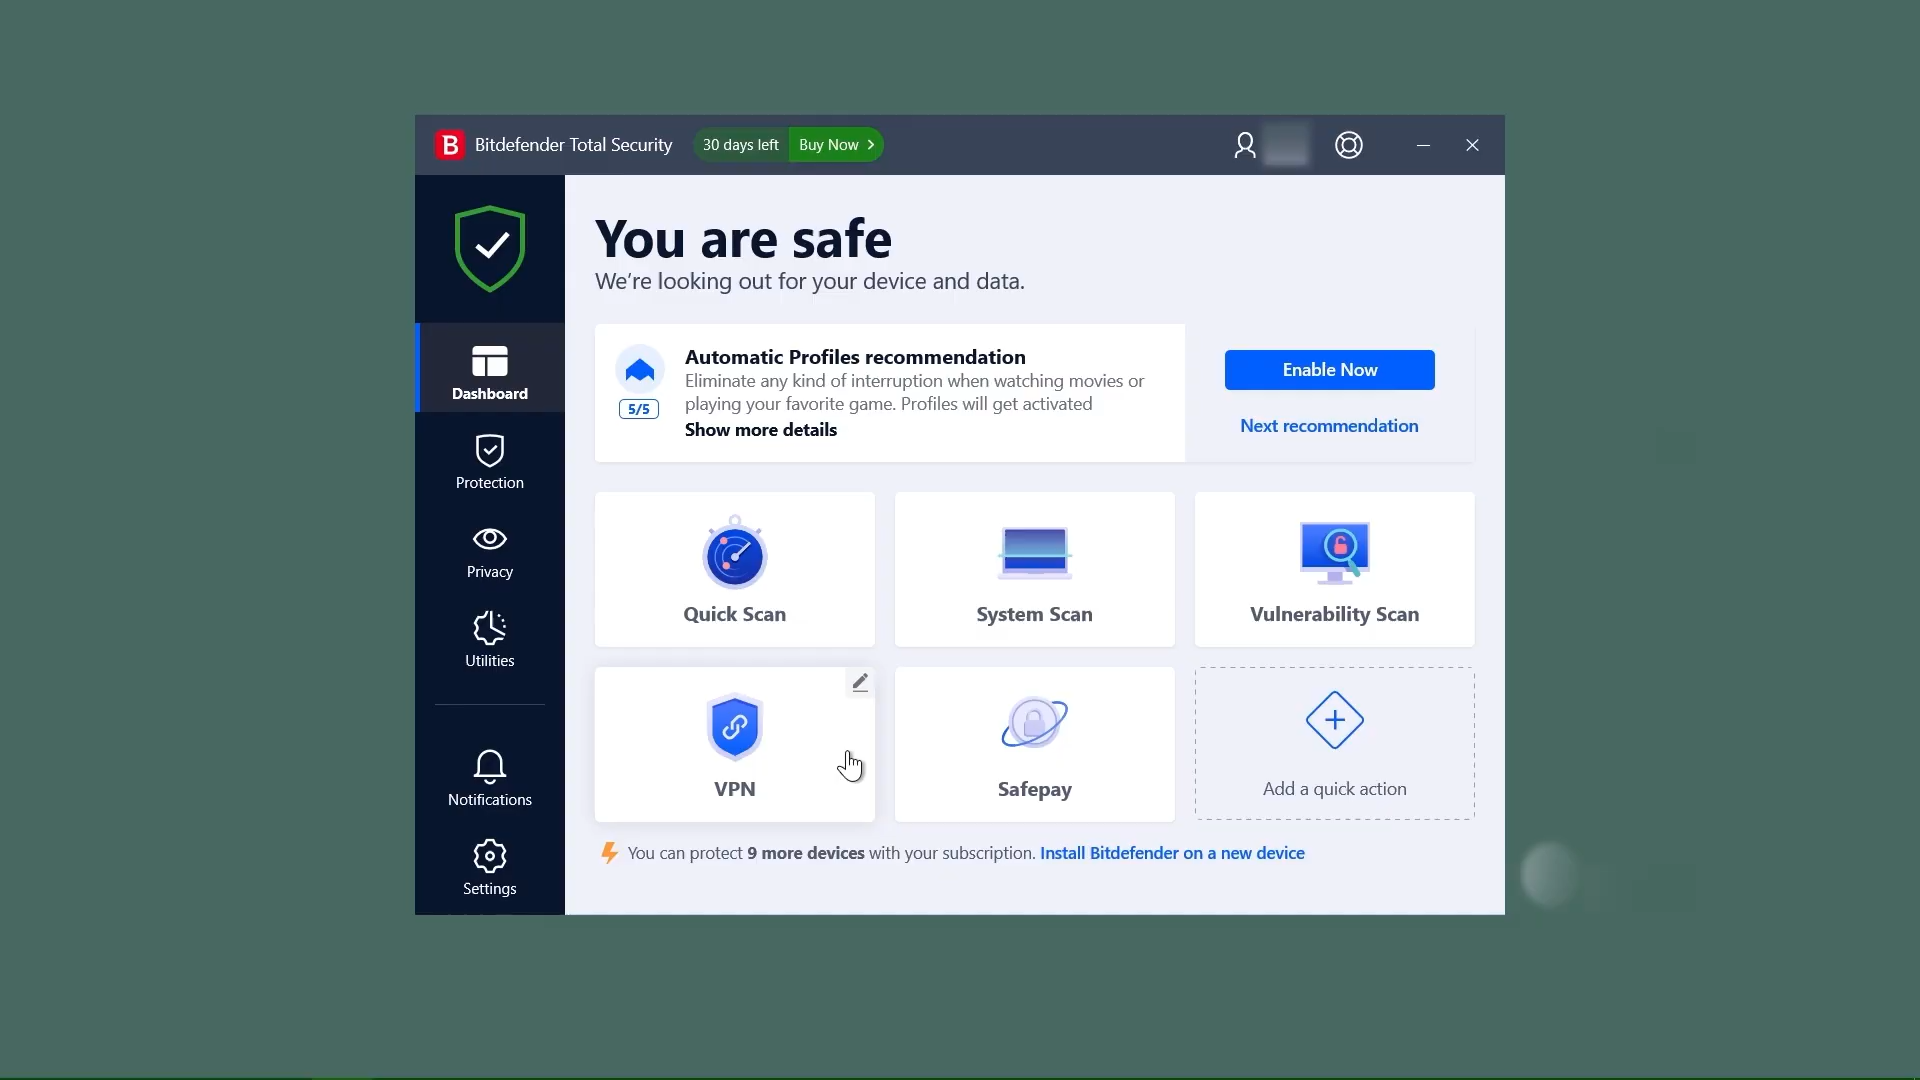 B Bitdefender Total Security 30 days left Buy Now
You are safe
We're looking out for your device and data.
Dashboard
Protection
Privacy
Utilities
Notifications
Settings
5/5
Automatic Profiles recommendation
Eliminate any kind of interruption when watching movies or
playing your favorite game. Profiles will get activated
Show more details
Enable Now
Next recommendation
Quick Scan
System Scan
Vulnerability Scan
VPN
Safepay
Add a quick action
You can protect 9 more devices with your subscription. Install Bitdefender on a new device